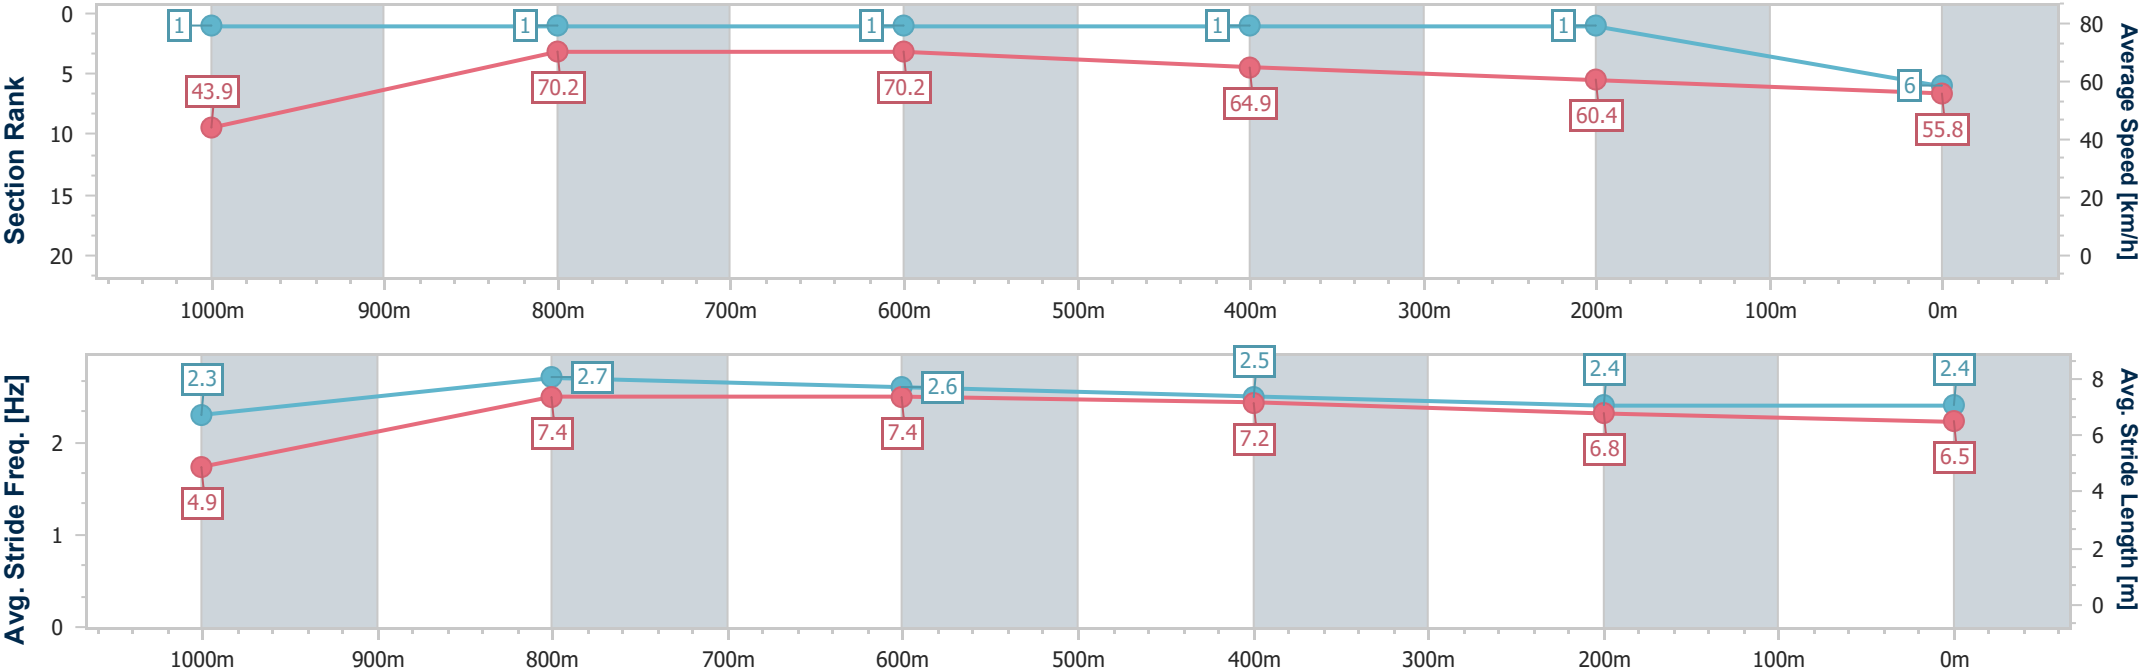 Section Rank
0
5
10
15
20
1
1
1
1
1
6
43.9
70.2
70.2
64.9
60.4
55.8
80
60
40
20
0
Average Speed [km/h]
1000m
900m
800m
700m
600m
500m
400m
300m
200m
100m
0m
Avg. Stride Freq. [Hz]
2
1
0
2.3
2.7
2.6
2.5
2.4
2.4
4.9
7.4
7.4
7.2
6.8
6.5
8
6
4
2
0
Avg. Stride Length [m]
1000m
900m
800m
700m
600m
500m
400m
300m
200m
100m
0m